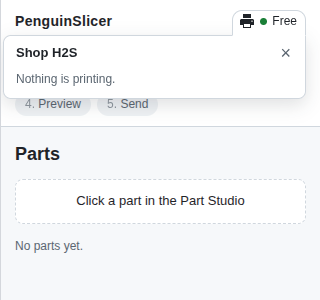 PenguinSlicer
Free
Shop H2S
×
Nothing is printing.
4. Preview
5. Send
Parts
Click a part in the Part Studio
No parts yet.